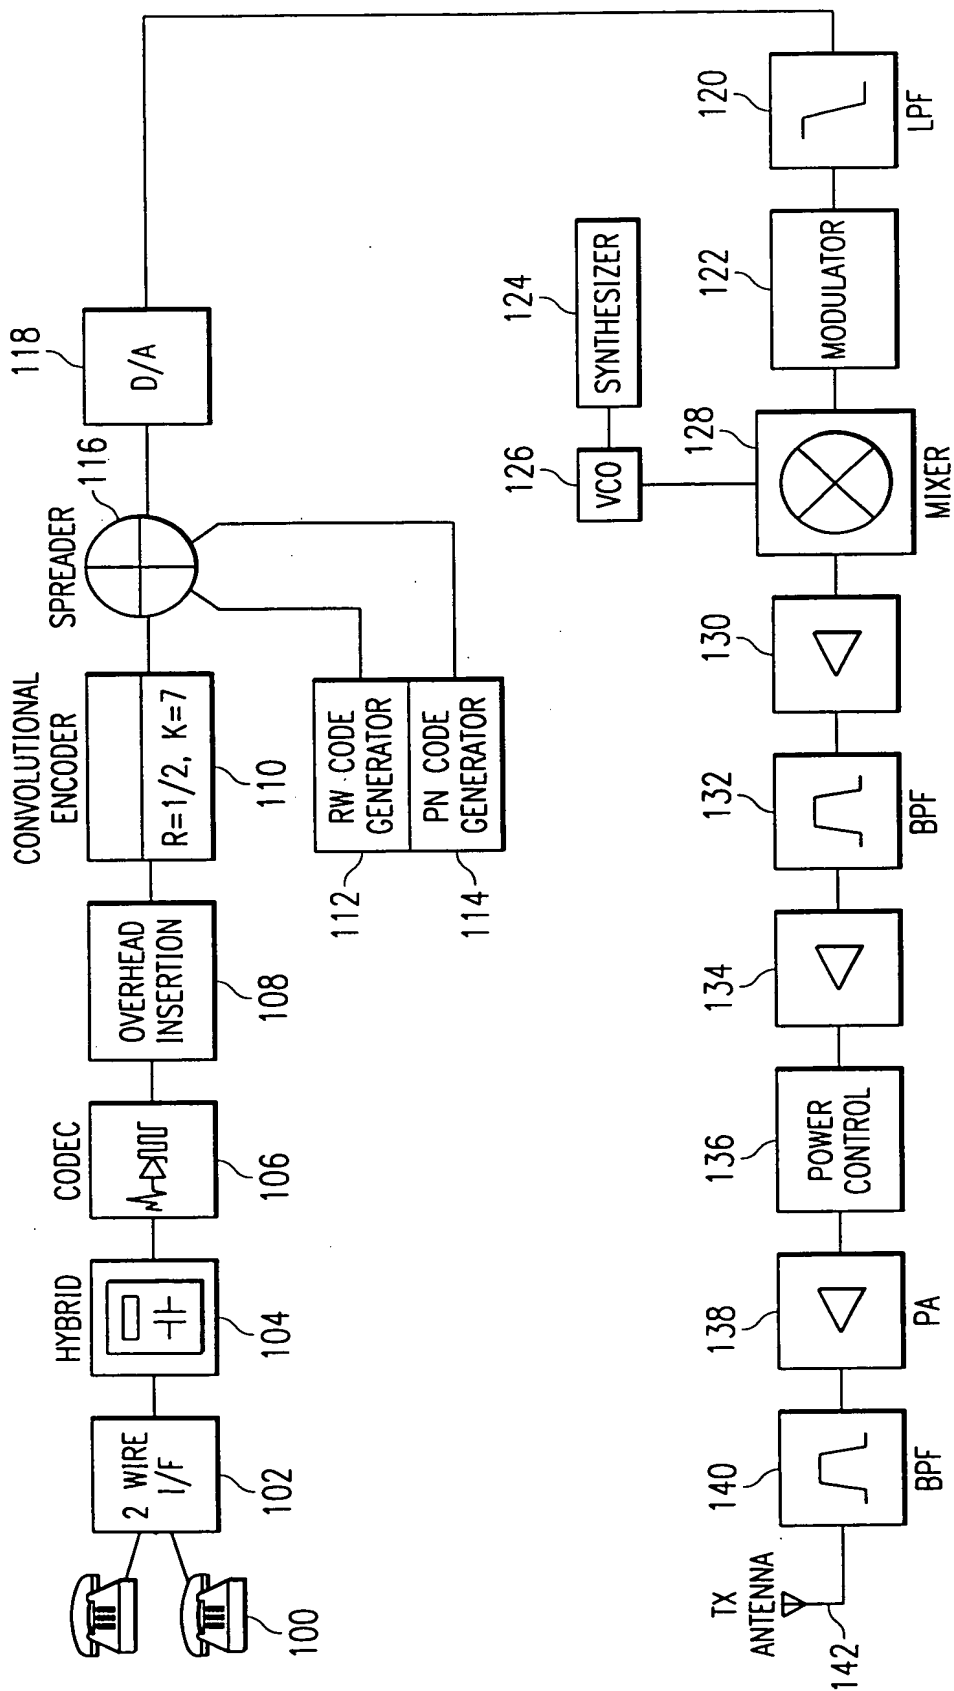 100
2 WIRE
I/F
102
HYBRID
104
CODEC
106
OVERHEAD
INSERTION
108
CONVOLUTIONAL
ENCODER
R=1/2, K=7
110
RW CODE
GENERATOR
112
PN CODE
GENERATOR
114
SPREADER
116
118
D/A
120
LPF
122
MODULATOR
124
SYNTHESIZER
126
VCO
128
MIXER
130
132
BPF
134
136
POWER
CONTROL
138
PA
140
BPF
TX
ANTENNA
142